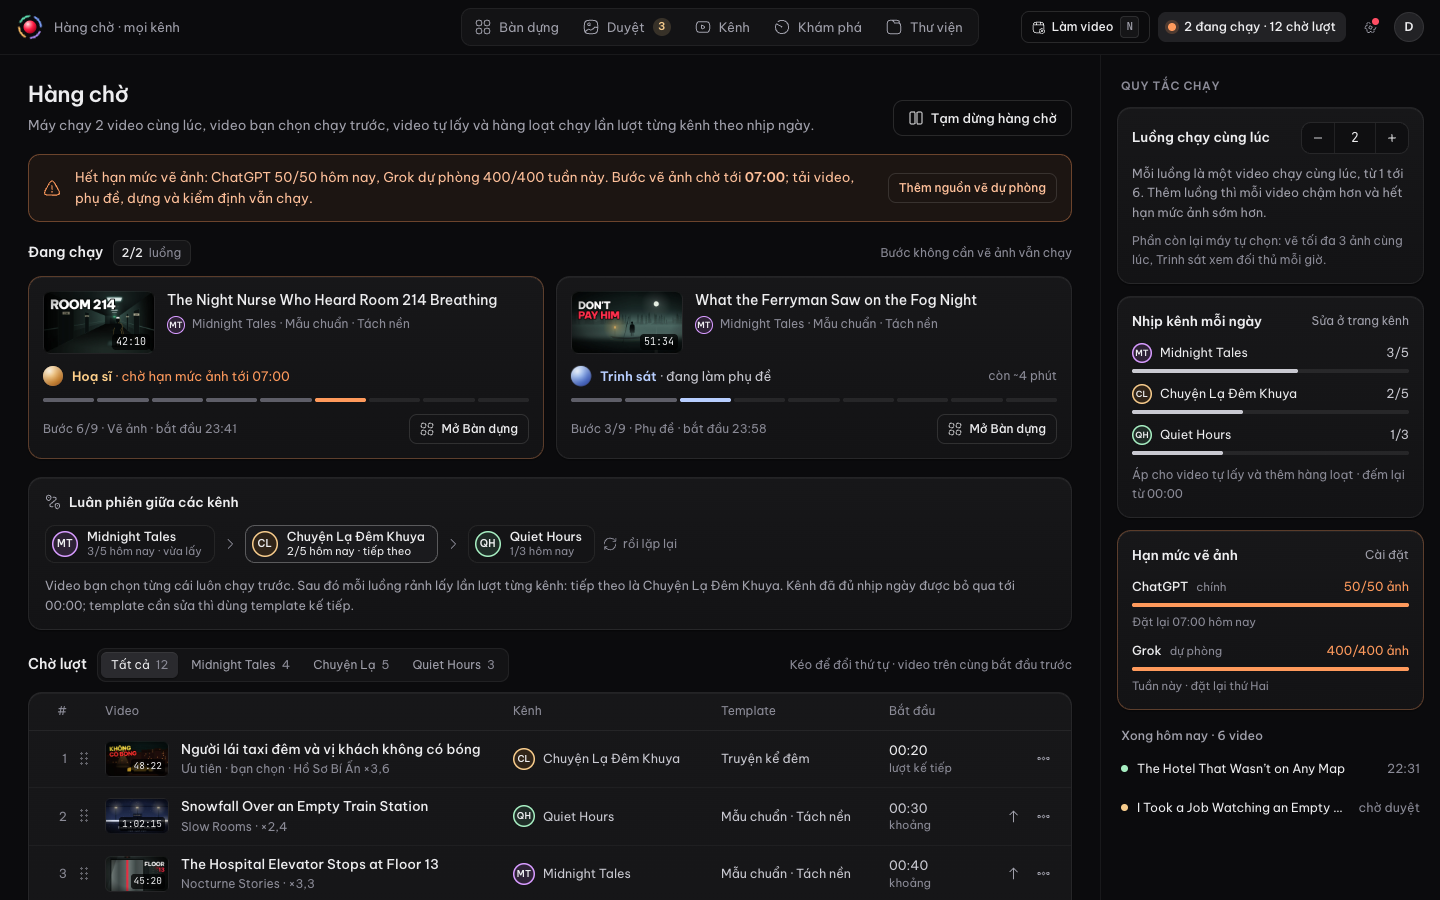 Hàng chờ · mọi kênh
Bàn dựng
Duyệt 3
Kênh
Khám phá
Thư viện
Làm video N
2 đang chạy · 12 chờ lượt
D
Hàng chờ
Máy chạy 2 video cùng lúc, video bạn chọn chạy trước, video tự lấy và hàng loạt chạy lần lượt từng kênh theo nhịp ngày.
Tạm dừng hàng chờ
Hết hạn mức vẽ ảnh: ChatGPT 50/50 hôm nay, Grok dự phòng 400/400 tuần này. Bước vẽ ảnh chờ tới 07:00; tải video,
phụ đề, dựng và kiểm định vẫn chạy.
Thêm nguồn vẽ dự phòng
Đang chạy 2/2 luồng
Bước không cần vẽ ảnh vẫn chạy
ROOM 214
42:10
The Night Nurse Who Heard Room 214 Breathing
MT Midnight Tales · Mẫu chuẩn · Tách nền
Hoạ sĩ · chờ hạn mức ảnh tới 07:00
Bước 6/9 · Vẽ ảnh · bắt đầu 23:41
Mở Bàn dựng
DON'T
PAY HIM
51:34
What the Ferryman Saw on the Fog Night
MT Midnight Tales · Mẫu chuẩn · Tách nền
Trinh sát · đang làm phụ đề
còn ~4 phút
Bước 3/9 · Phụ đề · bắt đầu 23:58
Mở Bàn dựng
Luân phiên giữa các kênh
MT Midnight Tales
3/5 hôm nay · vừa lấy
CL Chuyện Lạ Đêm Khuya
2/5 hôm nay · tiếp theo
QH Quiet Hours
1/3 hôm nay
rồi lặp lại
Video bạn chọn từng cái luôn chạy trước. Sau đó mỗi luồng rảnh lấy lần lượt từng kênh: tiếp theo là Chuyện Lạ Đêm Khuya. Kênh đã đủ nhịp ngày được bỏ qua tới
00:00; template cần sửa thì dùng template kế tiếp.
Chờ lượt
Tất cả 12
Midnight Tales 4
Chuyện Lạ 5
Quiet Hours 3
Kéo để đổi thứ tự · video trên cùng bắt đầu trước
# Video Kênh Template Bắt đầu
1
KHÔNG
CÓ BÓNG
48:22
Người lái taxi đêm và vị khách không có bóng
Ưu tiên · bạn chọn · Hồ Sơ Bí Ẩn ×3,6
CL Chuyện Lạ Đêm Khuya
Truyện kể đêm
00:20
lượt kế tiếp
2
1:02:15
Snowfall Over an Empty Train Station
Slow Rooms · ×2,4
QH Quiet Hours
Mẫu chuẩn · Tách nền
00:30
khoảng
3
FLOOR
13
45:20
The Hospital Elevator Stops at Floor 13
Nocturne Stories · ×3,3
MT Midnight Tales
Mẫu chuẩn · Tách nền
00:40
khoảng
QUY TẮC CHẠY
Luồng chạy cùng lúc
− 2 +
Mỗi luồng là một video chạy cùng lúc, từ 1 tới
6. Thêm luồng thì mỗi video chậm hơn và hết
hạn mức ảnh sớm hơn.
Phần còn lại máy tự chọn: vẽ tối đa 3 ảnh cùng
lúc, Trinh sát xem đối thủ mỗi giờ.
Nhịp kênh mỗi ngày
Sửa ở trang kênh
MT Midnight Tales 3/5
CL Chuyện Lạ Đêm Khuya 2/5
QH Quiet Hours 1/3
Áp cho video tự lấy và thêm hàng loạt · đếm lại
từ 00:00
Hạn mức vẽ ảnh
Cài đặt
ChatGPT chính 50/50 ảnh
Đặt lại 07:00 hôm nay
Grok dự phòng 400/400 ảnh
Tuần này · đặt lại thứ Hai
Xong hôm nay · 6 video
The Hotel That Wasn't on Any Map 22:31
I Took a Job Watching an Empty ... chờ duyệt